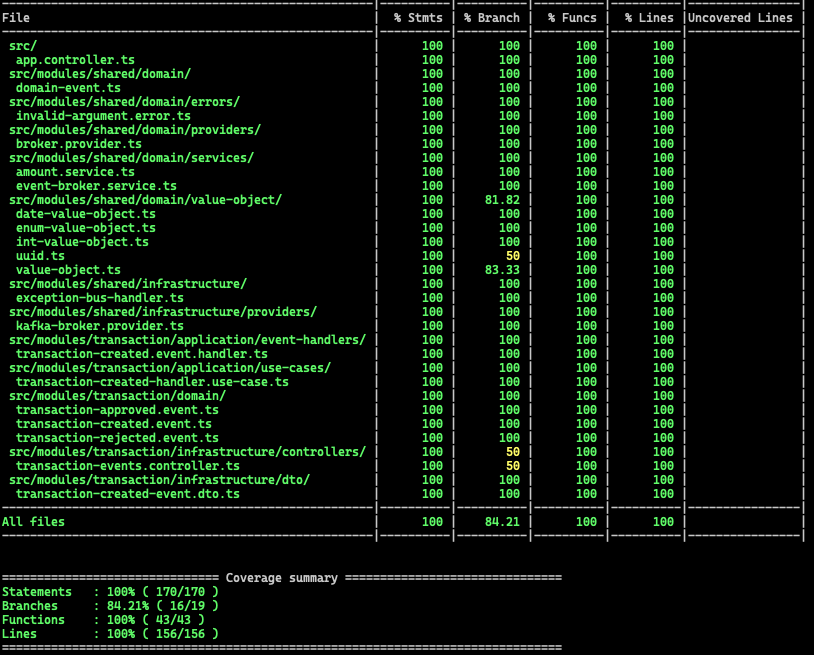 File | % Stmts | % Branch | % Funcs | % Lines |Uncovered Lines |
src/ | 100 | 100 | 100 | 100 | |
app.controller.ts | 100 | 100 | 100 | 100 | |
src/modules/shared/domain/ | 100 | 100 | 100 | 100 | |
domain-event.ts | 100 | 100 | 100 | 100 | |
src/modules/shared/domain/errors/ | 100 | 100 | 100 | 100 | |
invalid-argument.error.ts | 100 | 100 | 100 | 100 | |
src/modules/shared/domain/providers/ | 100 | 100 | 100 | 100 | |
broker.provider.ts | 100 | 100 | 100 | 100 | |
src/modules/shared/domain/services/ | 100 | 100 | 100 | 100 | |
amount.service.ts | 100 | 100 | 100 | 100 | |
event-broker.service.ts | 100 | 100 | 100 | 100 | |
src/modules/shared/domain/value-object/ | 100 | 81.82 | 100 | 100 | |
date-value-object.ts | 100 | 100 | 100 | 100 | |
enum-value-object.ts | 100 | 100 | 100 | 100 | |
int-value-object.ts | 100 | 100 | 100 | 100 | |
uuid.ts | 100 | 50 | 100 | 100 | |
value-object.ts | 100 | 83.33 | 100 | 100 | |
src/modules/shared/infrastructure/ | 100 | 100 | 100 | 100 | |
exception-bus-handler.ts | 100 | 100 | 100 | 100 | |
src/modules/shared/infrastructure/providers/ | 100 | 100 | 100 | 100 | |
kafka-broker.provider.ts | 100 | 100 | 100 | 100 | |
src/modules/transaction/application/event-handlers/ | 100 | 100 | 100 | 100 | |
transaction-created.event.handler.ts | 100 | 100 | 100 | 100 | |
src/modules/transaction/application/use-cases/ | 100 | 100 | 100 | 100 | |
transaction-created-handler.use-case.ts | 100 | 100 | 100 | 100 | |
src/modules/transaction/domain/ | 100 | 100 | 100 | 100 | |
transaction-approved.event.ts | 100 | 100 | 100 | 100 | |
transaction-created.event.ts | 100 | 100 | 100 | 100 | |
transaction-rejected.event.ts | 100 | 100 | 100 | 100 | |
src/modules/transaction/infrastructure/controllers/ | 100 | 50 | 100 | 100 | |
transaction-events.controller.ts | 100 | 50 | 100 | 100 | |
src/modules/transaction/infrastructure/dto/ | 100 | 100 | 100 | 100 | |
transaction-created-event.dto.ts | 100 | 100 | 100 | 100 | |
All files | 100 | 84.21 | 100 | 100 | |
=============================== Coverage summary ===============================
Statements : 100% ( 170/170 )
Branches : 84.21% ( 16/19 )
Functions : 100% ( 43/43 )
Lines : 100% ( 156/156 )
================================================================================